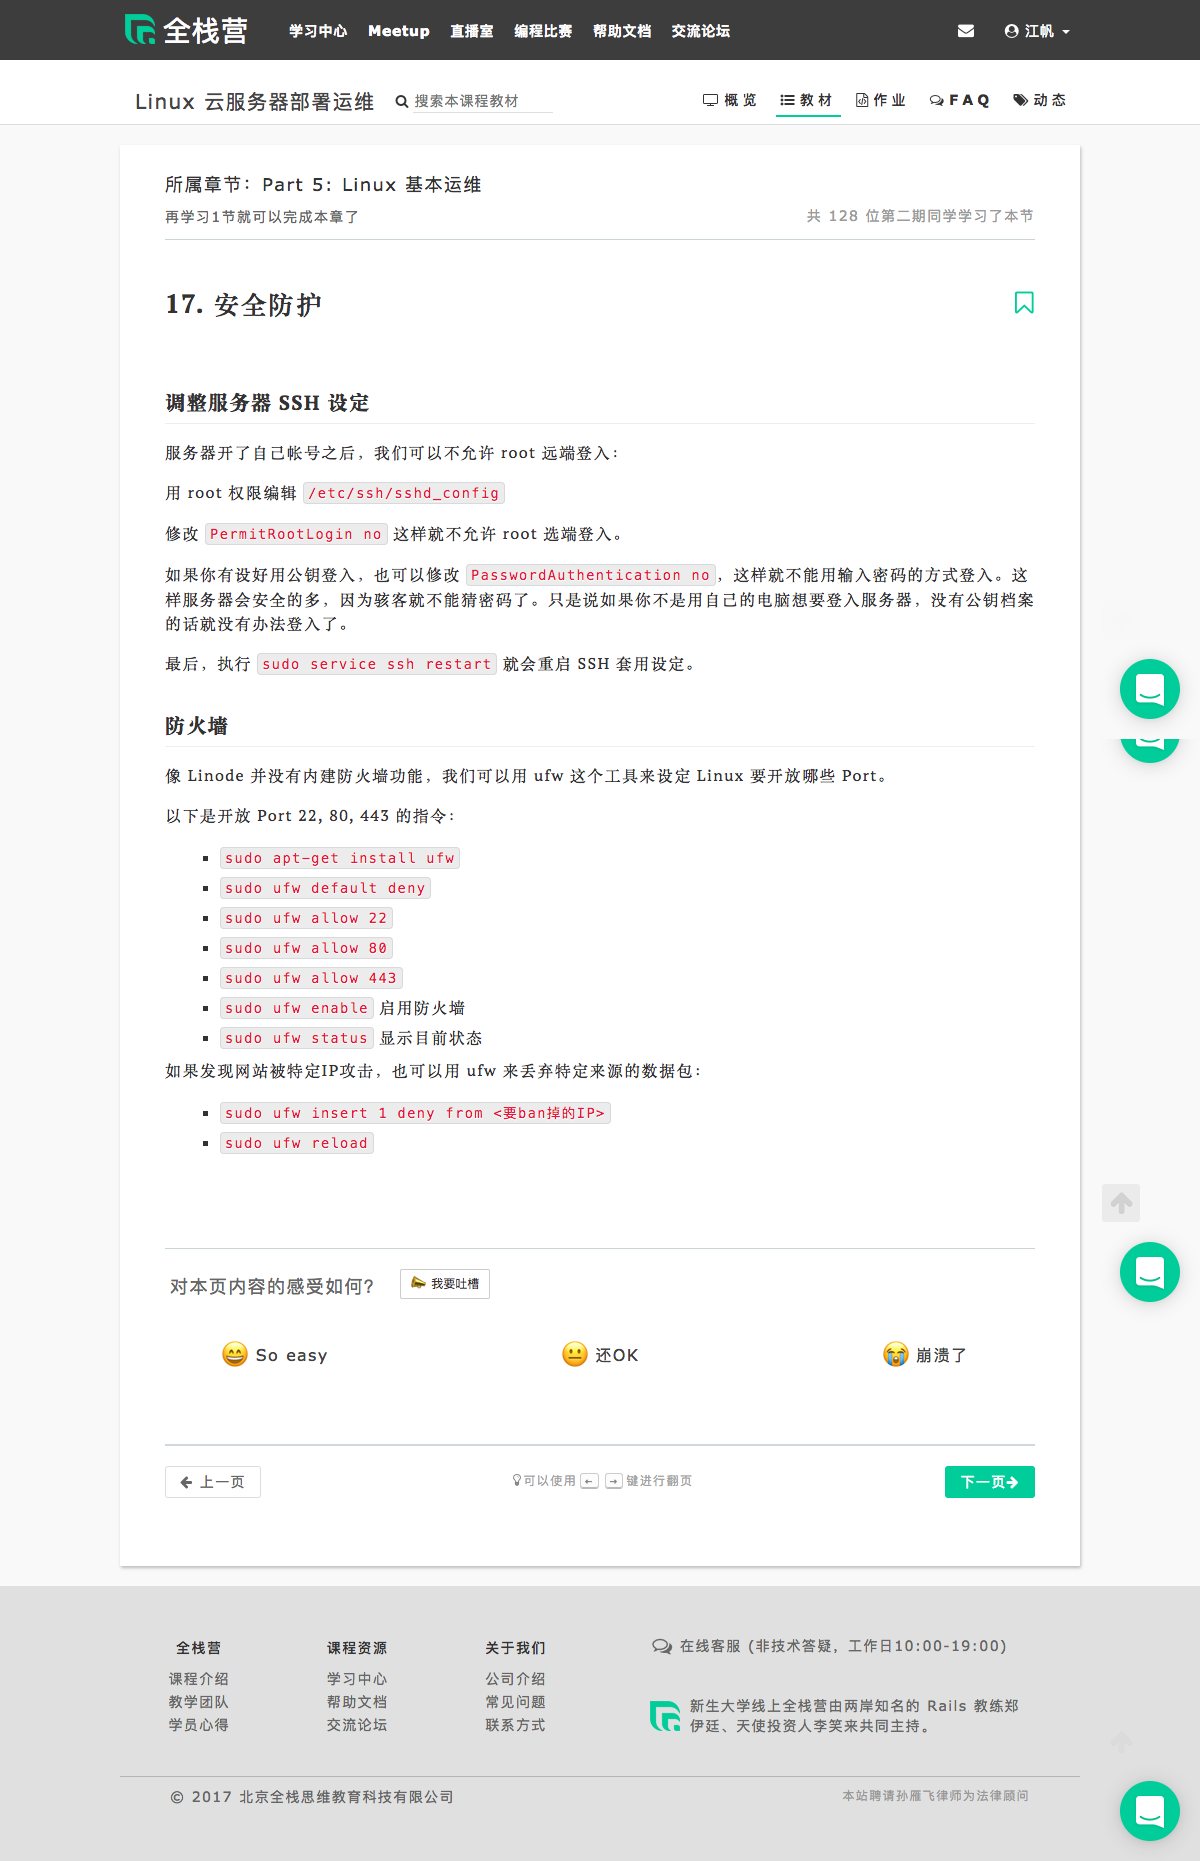 全栈营 学习中心 Meetup 直播室 编程比赛 帮助文档 交流论坛 江帆
Linux 云服务器部署运维 搜索本课程教材 概览 教材 作业 FAQ 动态
所属章节：Part 5: Linux 基本运维
再学习1节就可以完成本章了 共 128 位第二期同学学习了本节
17. 安全防护
调整服务器 SSH 设定
服务器开了自己帐号之后，我们可以不允许 root 远端登入：
用 root 权限编辑 /etc/ssh/sshd_config
修改 PermitRootLogin no 这样就不允许 root 选端登入。
如果你有设好用公钥登入，也可以修改 PasswordAuthentication no，这样就不能用输入密码的方式登入。这
样服务器会安全的多，因为骇客就不能猜密码了。只是说如果你不是用自己的电脑想要登入服务器，没有公钥档案
的话就没有办法登入了。
最后，执行 sudo service ssh restart 就会重启 SSH 套用设定。
防火墙
像 Linode 并没有内建防火墙功能，我们可以用 ufw 这个工具来设定 Linux 要开放哪些 Port。
以下是开放 Port 22, 80, 443 的指令：
sudo apt-get install ufw
sudo ufw default deny
sudo ufw allow 22
sudo ufw allow 80
sudo ufw allow 443
sudo ufw enable 启用防火墙
sudo ufw status 显示目前状态
如果发现网站被特定IP攻击，也可以用 ufw 来丢弃特定来源的数据包：
sudo ufw insert 1 deny from <要ban掉的IP>
sudo ufw reload
对本页内容的感受如何? 我要吐槽
So easy 还OK 崩溃了
← 上一页 可以使用 ← → 键进行翻页 下一页→
全栈营 课程资源 关于我们 在线客服 (非技术答疑，工作日10:00-19:00)
课程介绍 学习中心 公司介绍
教学团队 帮助文档 常见问题
学员心得 交流论坛 联系方式
新生大学线上全栈营由两岸知名的 Rails 教练郑
伊廷、天使投资人李笑来共同主持。
© 2017 北京全栈思维教育科技有限公司 本站聘请孙雁飞律师为法律顾问